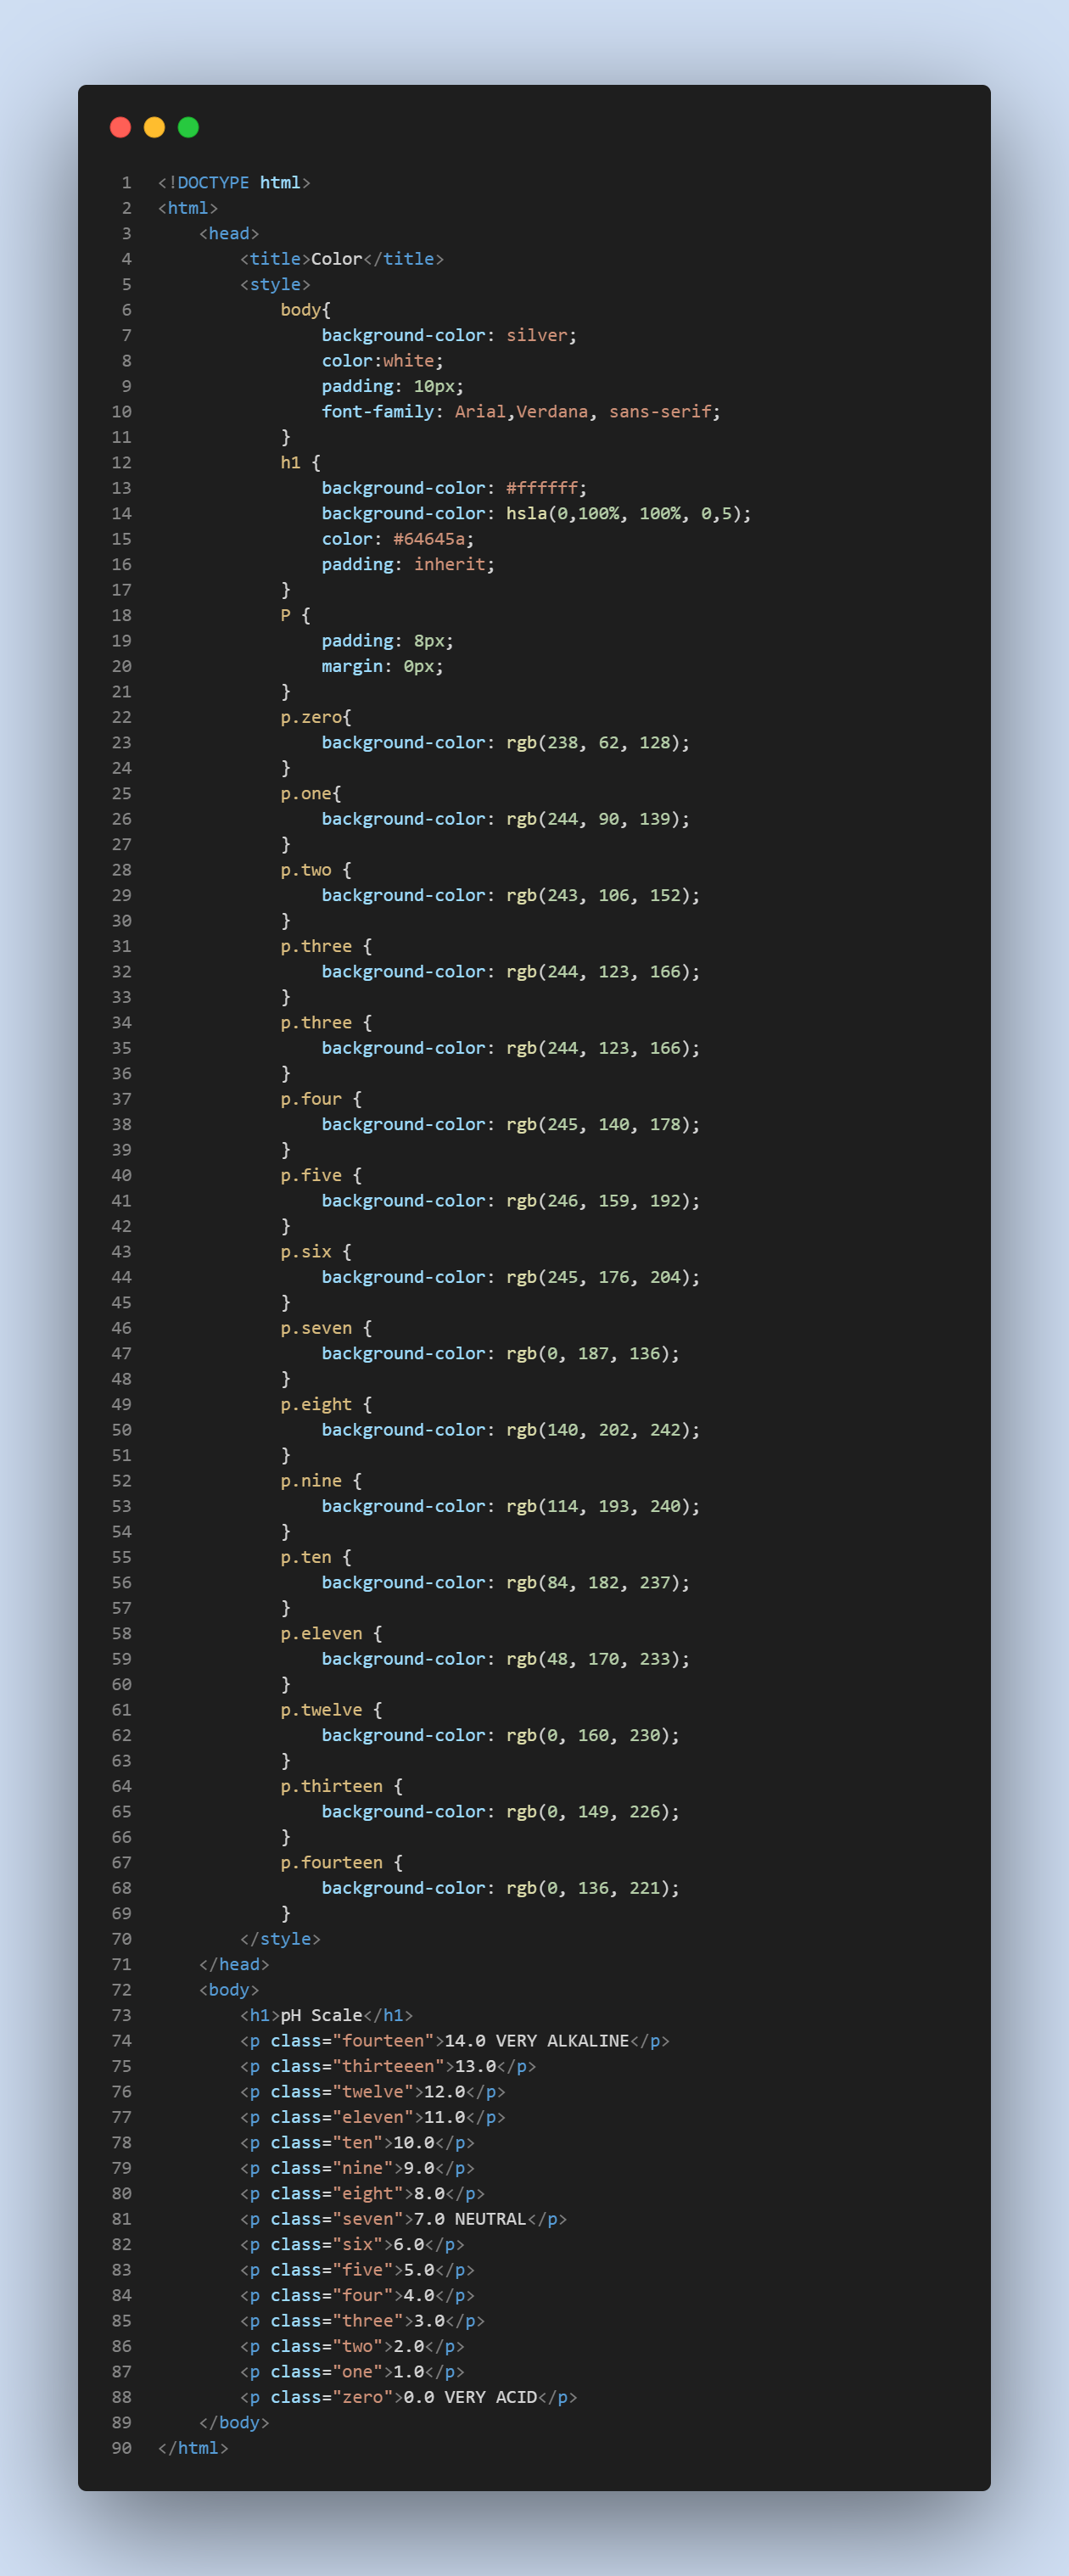 1 <!DOCTYPE html>
2 <html>
3     <head>
4         <title>Color</title>
5         <style>
6             body{
7                 background-color: silver;
8                 color:white;
9                 padding: 10px;
10                 font-family: Arial,Verdana, sans-serif;
11             }
12             h1 {
13                 background-color: #ffffff;
14                 background-color: hsla(0,100%, 100%, 0,5);
15                 color: #64645a;
16                 padding: inherit;
17             }
18             P {
19                 padding: 8px;
20                 margin: 0px;
21             }
22             p.zero{
23                 background-color: rgb(238, 62, 128);
24             }
25             p.one{
26                 background-color: rgb(244, 90, 139);
27             }
28             p.two {
29                 background-color: rgb(243, 106, 152);
30             }
31             p.three {
32                 background-color: rgb(244, 123, 166);
33             }
34             p.three {
35                 background-color: rgb(244, 123, 166);
36             }
37             p.four {
38                 background-color: rgb(245, 140, 178);
39             }
40             p.five {
41                 background-color: rgb(246, 159, 192);
42             }
43             p.six {
44                 background-color: rgb(245, 176, 204);
45             }
46             p.seven {
47                 background-color: rgb(0, 187, 136);
48             }
49             p.eight {
50                 background-color: rgb(140, 202, 242);
51             }
52             p.nine {
53                 background-color: rgb(114, 193, 240);
54             }
55             p.ten {
56                 background-color: rgb(84, 182, 237);
57             }
58             p.eleven {
59                 background-color: rgb(48, 170, 233);
60             }
61             p.twelve {
62                 background-color: rgb(0, 160, 230);
63             }
64             p.thirteen {
65                 background-color: rgb(0, 149, 226);
66             }
67             p.fourteen {
68                 background-color: rgb(0, 136, 221);
69             }
70         </style>
71     </head>
72     <body>
73         <h1>pH Scale</h1>
74         <p class="fourteen">14.0 VERY ALKALINE</p>
75         <p class="thirteeen">13.0</p>
76         <p class="twelve">12.0</p>
77         <p class="eleven">11.0</p>
78         <p class="ten">10.0</p>
79         <p class="nine">9.0</p>
80         <p class="eight">8.0</p>
81         <p class="seven">7.0 NEUTRAL</p>
82         <p class="six">6.0</p>
83         <p class="five">5.0</p>
84         <p class="four">4.0</p>
85         <p class="three">3.0</p>
86         <p class="two">2.0</p>
87         <p class="one">1.0</p>
88         <p class="zero">0.0 VERY ACID</p>
89     </body>
90 </html>